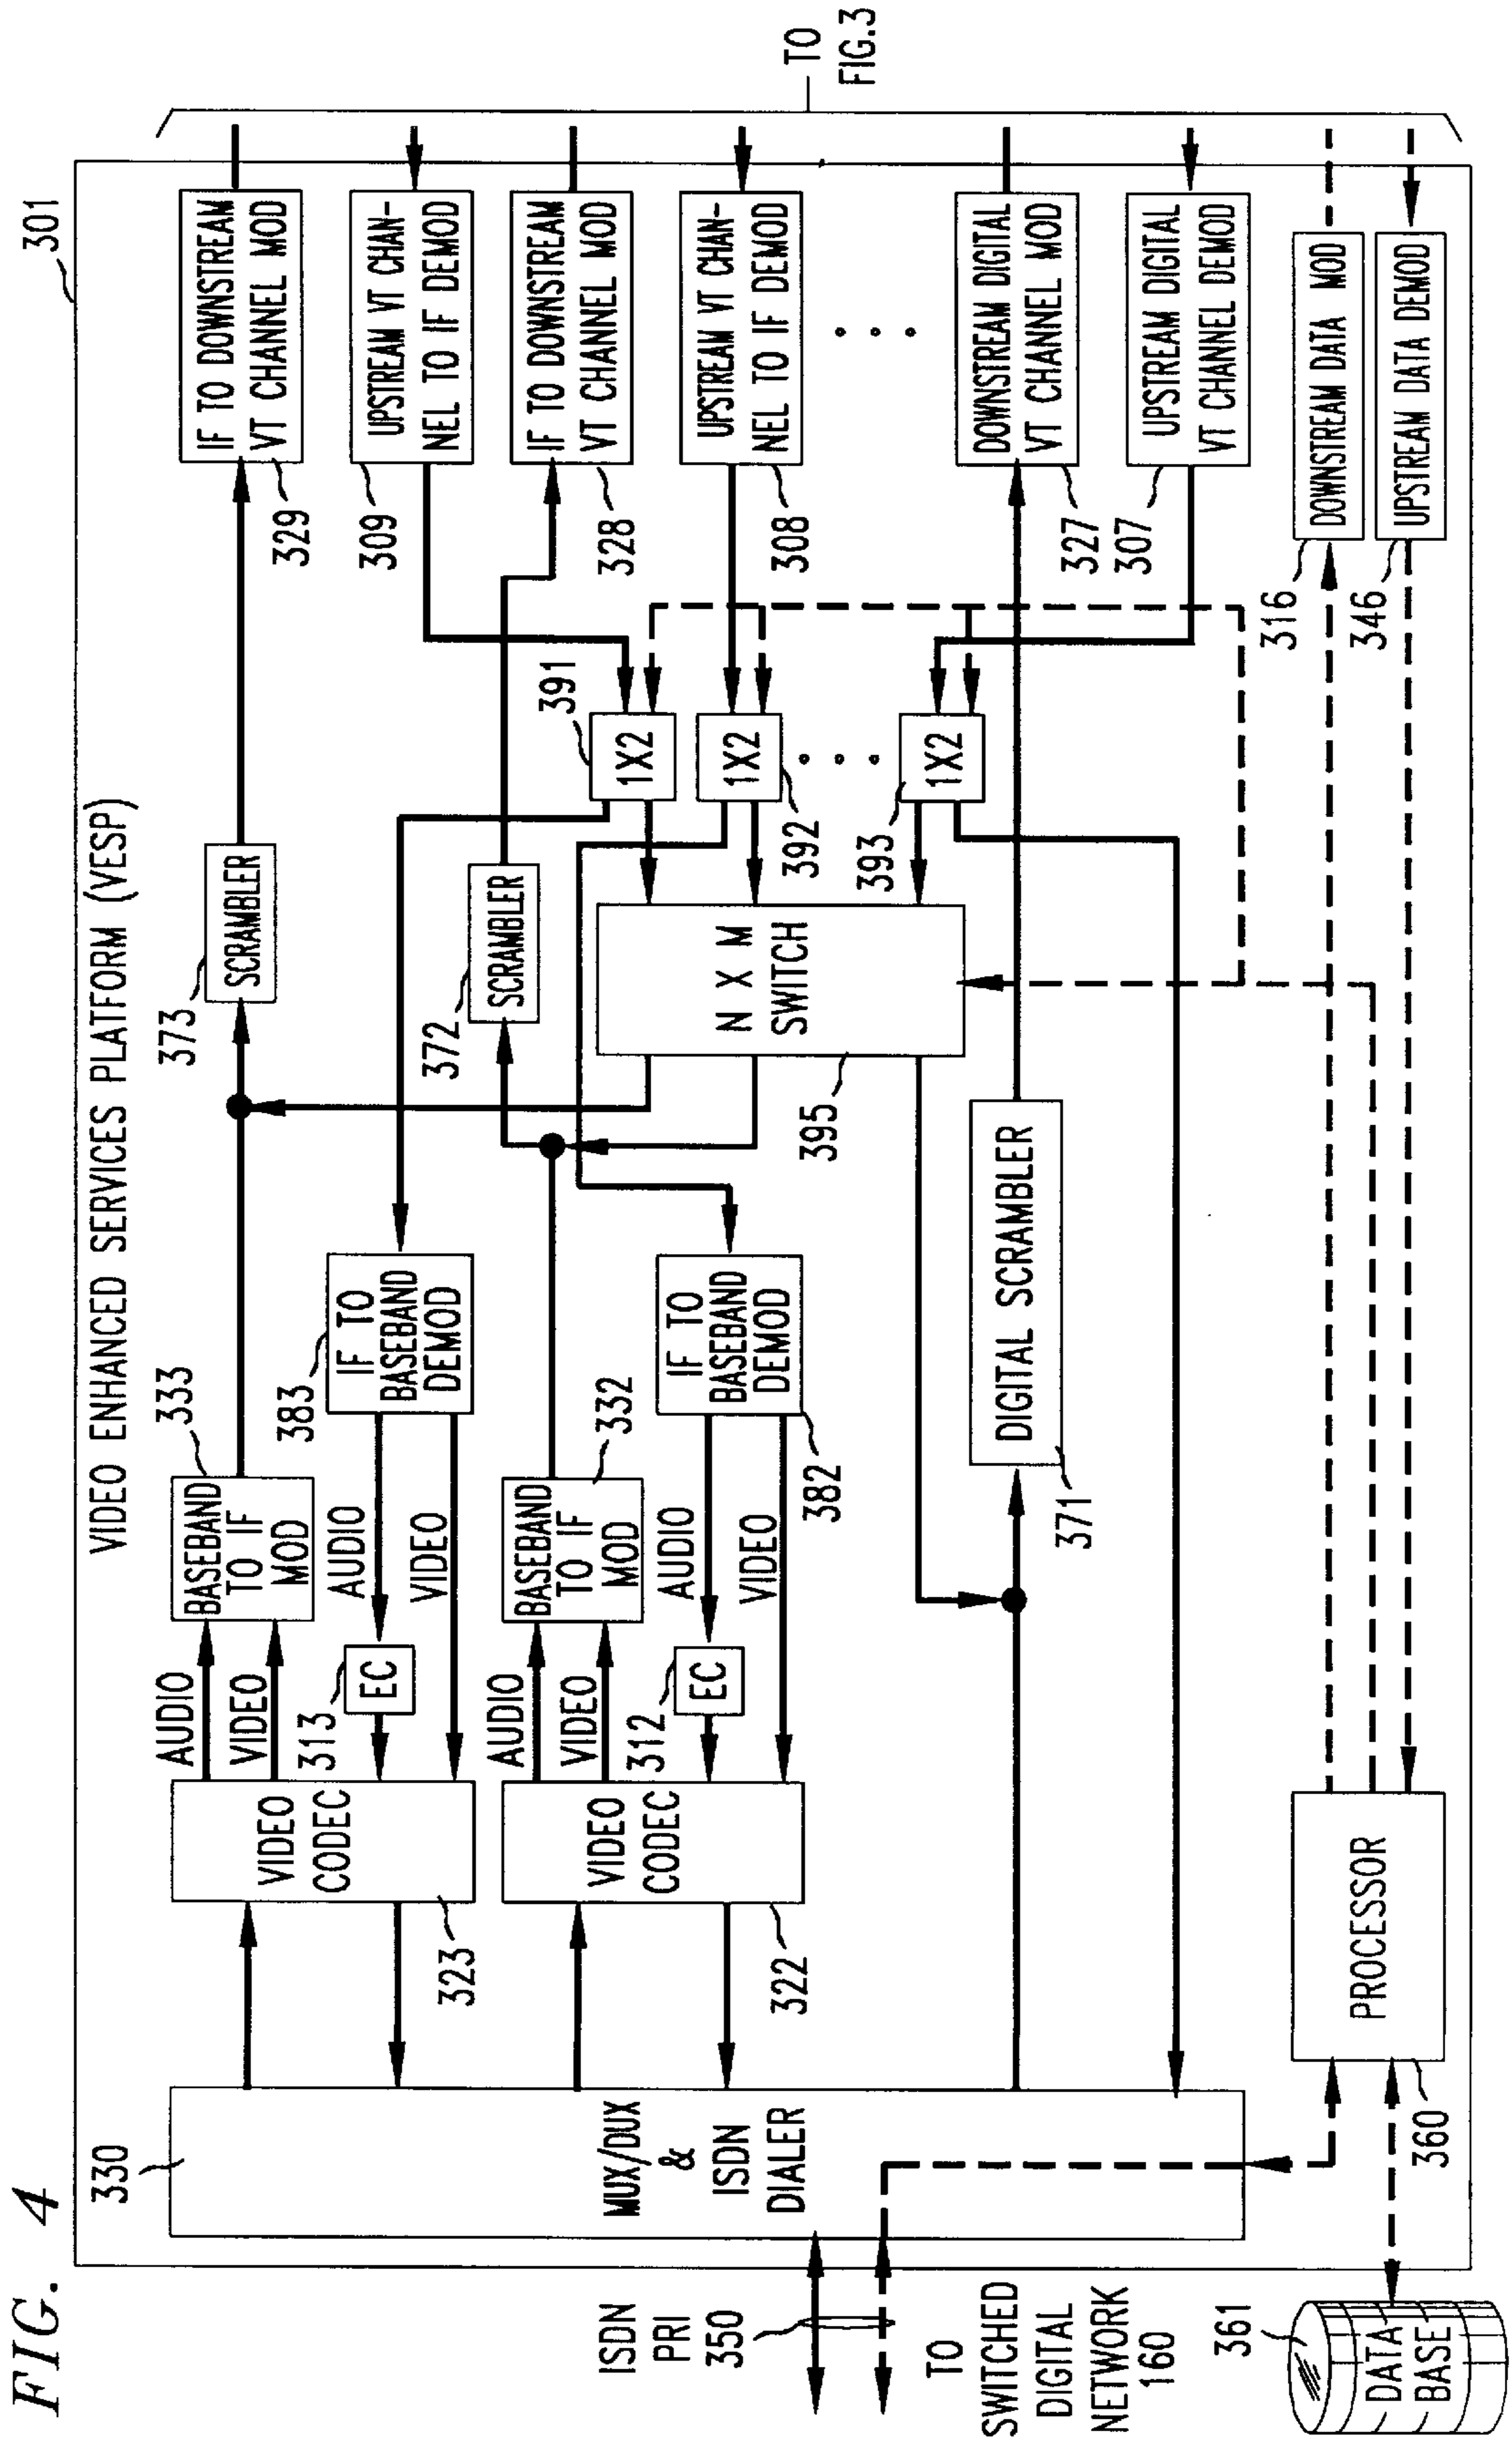 FIG. 4
VIDEO ENHANCED SERVICES PLATFORM (VESP)
301
330
MUX/DUX
&
ISDN
DIALER
ISDN
PRI
350
TO
SWITCHED
DIGITAL
NETWORK
160
361
DATA
BASE
PROCESSOR
360
VIDEO
CODEC
323
AUDIO
VIDEO
333
BASEBAND
TO IF
MOD
313
EC
AUDIO
VIDEO
383
IF TO
BASEBAND
DEMOD
373
SCRAMBLER
IF TO DOWNSTREAM
VT CHANNEL MOD
329
UPSTREAM VT CHAN-
NEL TO IF DEMOD
309
VIDEO
CODEC
322
AUDIO
VIDEO
BASEBAND
TO IF
MOD
332
312
EC
AUDIO
VIDEO
IF TO
BASEBAND
DEMOD
382
372
SCRAMBLER
IF TO DOWNSTREAM
VT CHANNEL MOD
328
UPSTREAM VT CHAN-
NEL TO IF DEMOD
308
N X M
SWITCH
395
391
1X2
1X2
392
1X2
393
DIGITAL SCRAMBLER
371
DOWNSTREAM DIGITAL
VT CHANNEL MOD
327
UPSTREAM DIGITAL
VT CHANNEL DEMOD
307
DOWNSTREAM DATA MOD
316
UPSTREAM DATA DEMOD
346
TO
FIG.3